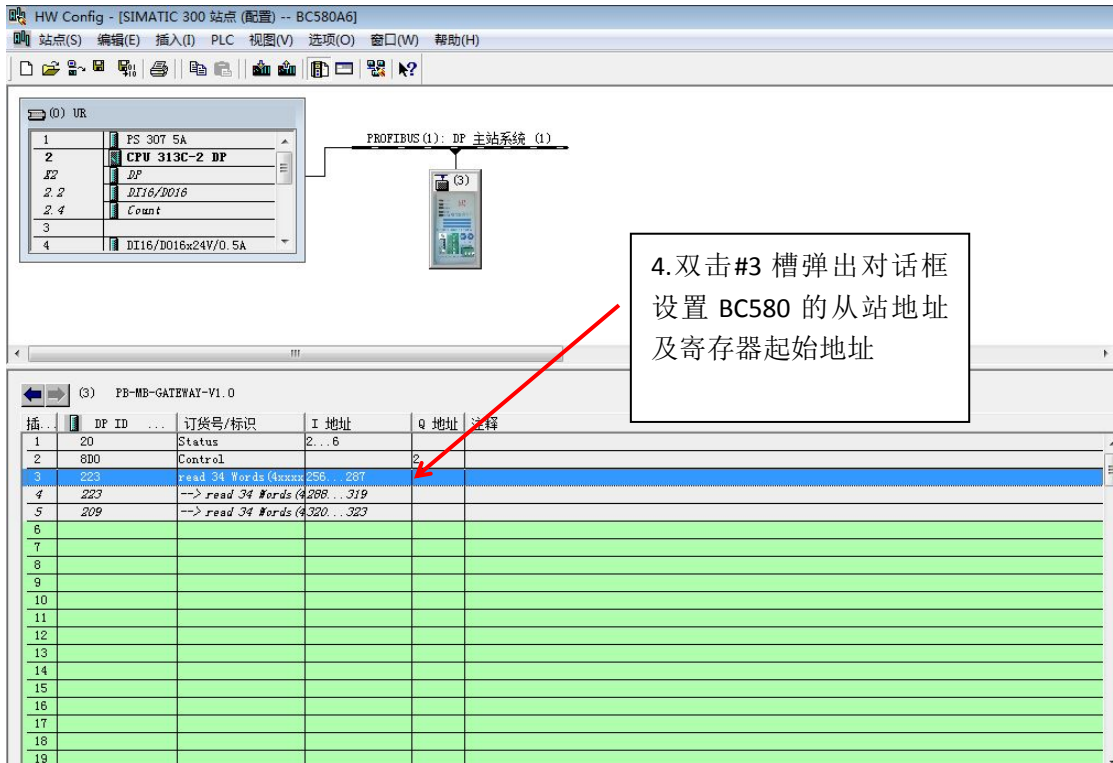 HW Config - [SIMATIC 300 站点 (配置) -- BC580A6]
站点(S) 编辑(E) 插入(I) PLC 视图(V) 选项(O) 窗口(W) 帮助(H)
(0) UR
1 PS 307 5A
2 CPU 313C-2 DP
X2 DP
2.2 DI16/DO16
2.4 Count
3
4 DI16/DO16x24V/0.5A
PROFIBUS(1): DP 主站系统 (1)
(3)
4.双击#3 槽弹出对话框
设置 BC580 的从站地址
及寄存器起始地址
(3) PB-MB-GATEWAY-V1.0
插... DP ID ... 订货号/标识 I 地址 Q 地址 注释
1 20 Status 2...6
2 8DO Control 2
3 223 read 34 Words(4xxxx 256...287
4 223 --> read 34 Words(4 288...319
5 209 --> read 34 Words(4 320...323
6
7
8
9
10
11
12
13
14
15
16
17
18
19